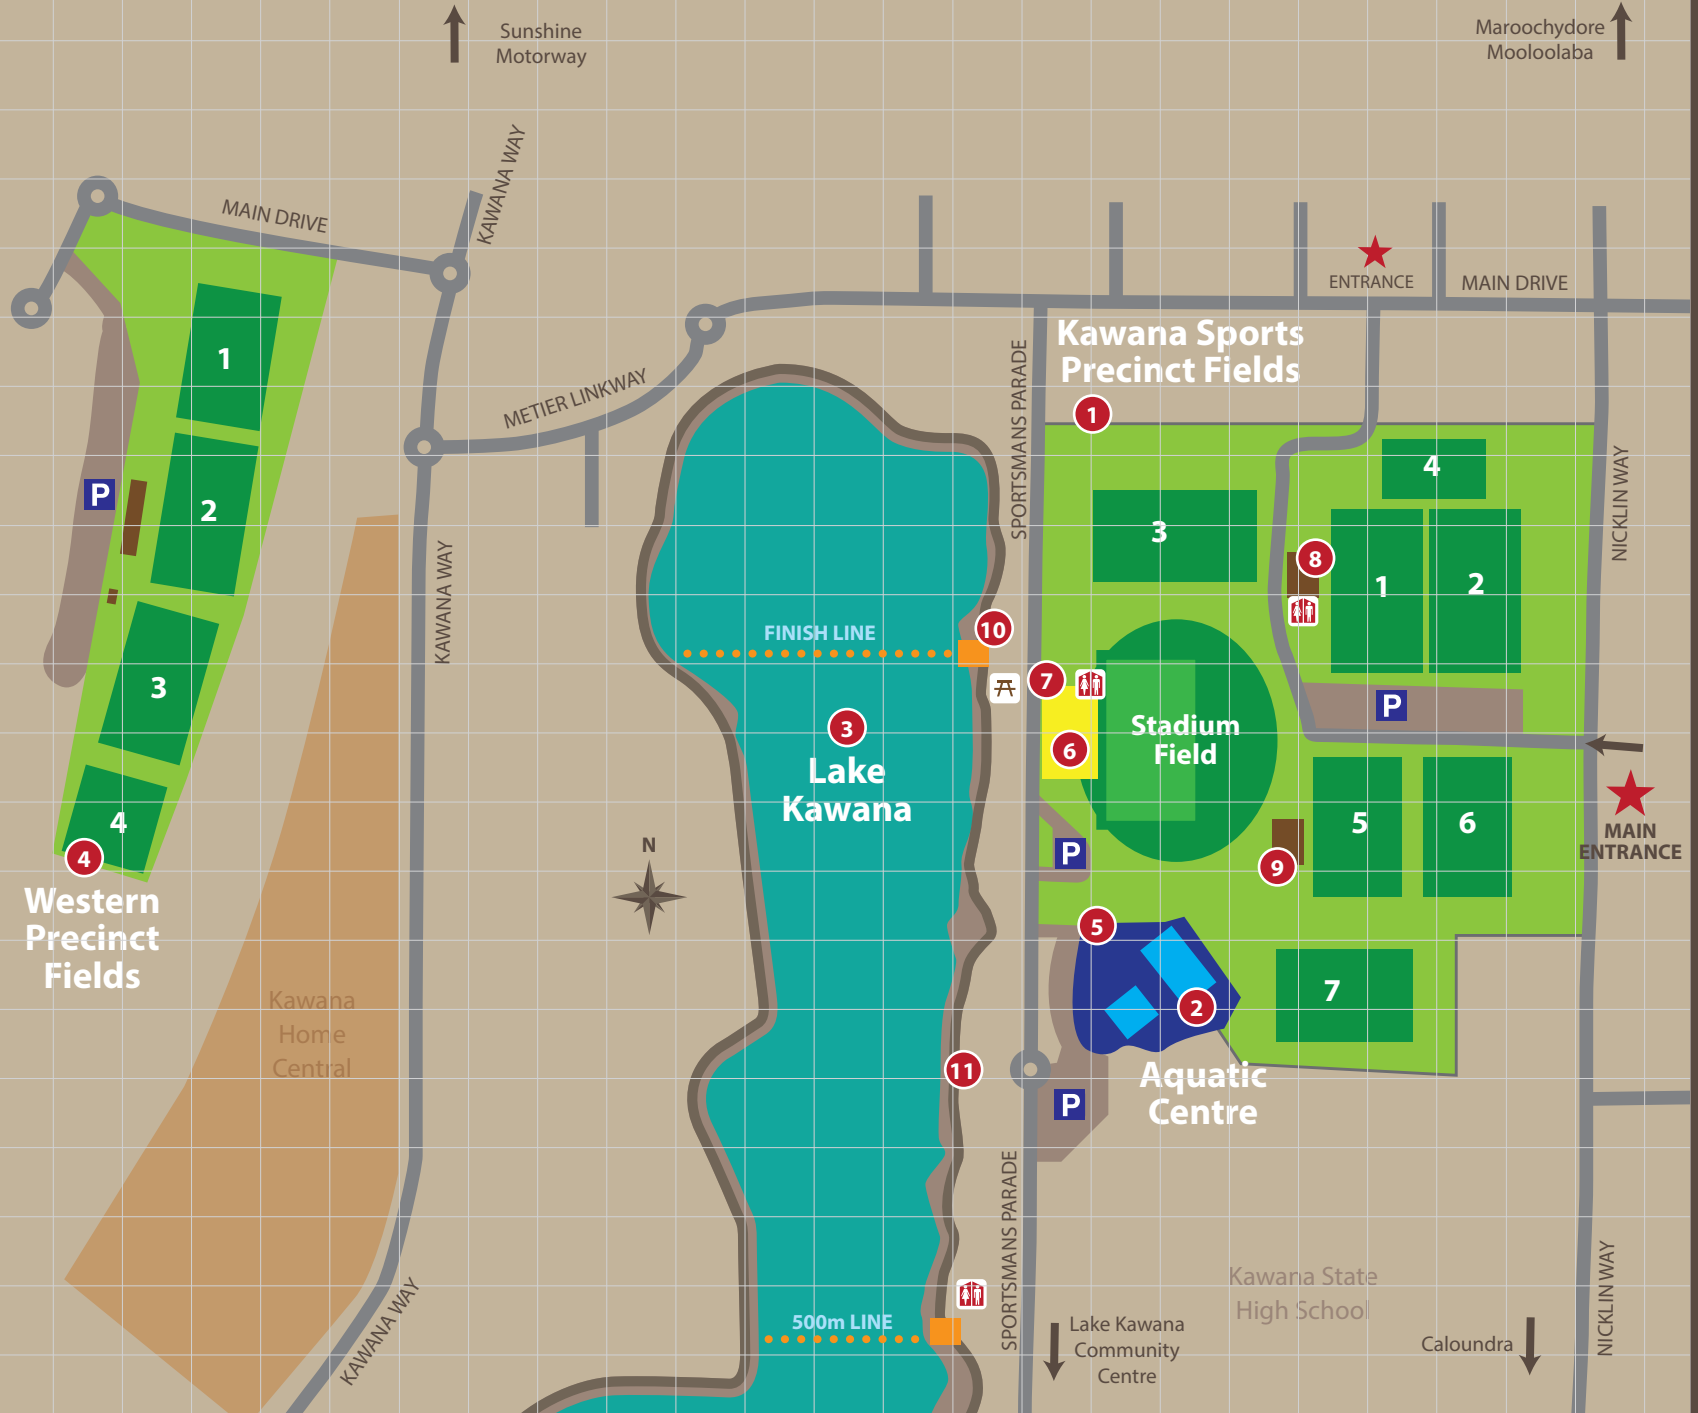 Sunshine
Motorway
Maroochydore
Mooloolaba
KAWANA WAY
MAIN DRIVE
ENTRANCE
MAIN DRIVE
Kawana Sports
Precinct Fields
1
METIER LINKWAY
SPORTSMANS PARADE
NICKLIN WAY
1
P
2
3
4
4
Western
Precinct
Fields
KAWANA WAY
Kawana
Home
Central
KAWANA WAY
FINISH LINE
10
3
Lake
Kawana
N
11
500m LINE
4
3
8
1
2
7
6
Stadium
Field
P
P
5
6
9
MAIN
ENTRANCE
5
2
7
Aquatic
Centre
P
SPORTSMANS PARADE
Kawana State
High School
Lake Kawana
Community
Centre
Caloundra
NICKLIN WAY